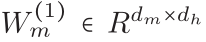 W_m^{(1)} ∈ R^{d_m×d_h}